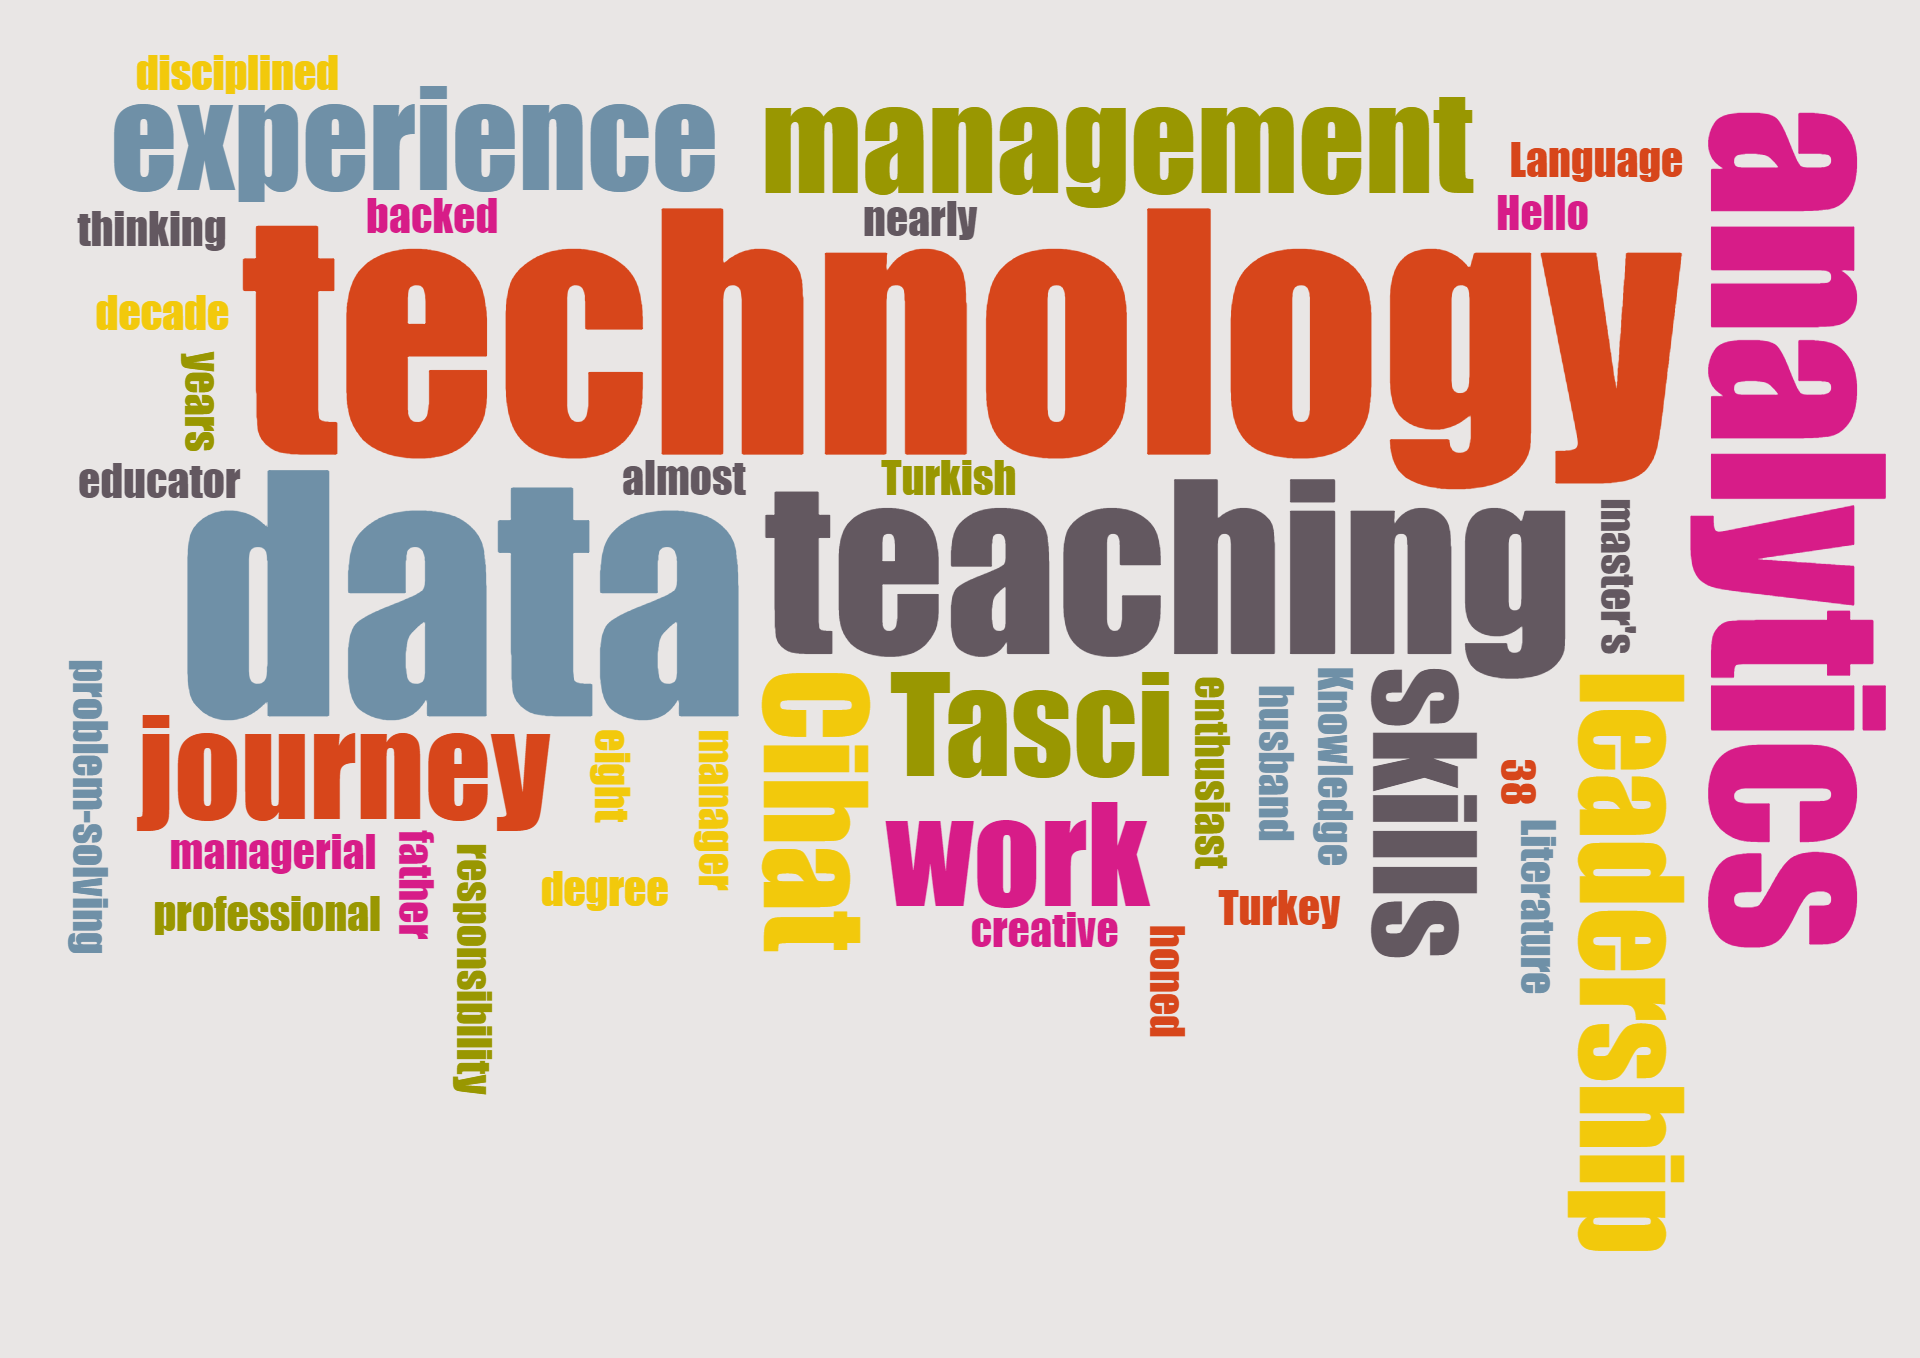 disciplined
experience
management
Language
analytics
thinking
backed
nearly
Hello
technology
decade
years
educator
almost
Turkish
data
teaching
master's
problem-solving
journey
eight
manager
cihat
Tasci
enthusiast
husband
Knowledge
skills
38
leadership
work
managerial
father
responsibility
professional
degree
creative
honed
Turkey
Literature